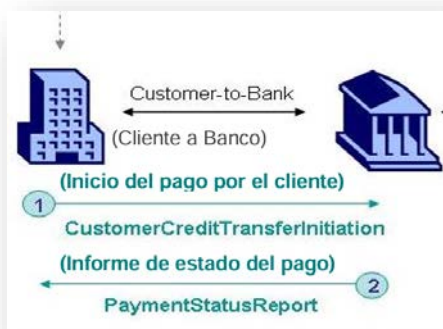 Customer-to-Bank
(Cliente a Banco)
(Inicio del pago por el cliente)
1
CustomerCreditTransferInitiation
(Informe de estado del pago)
2
PaymentStatusReport